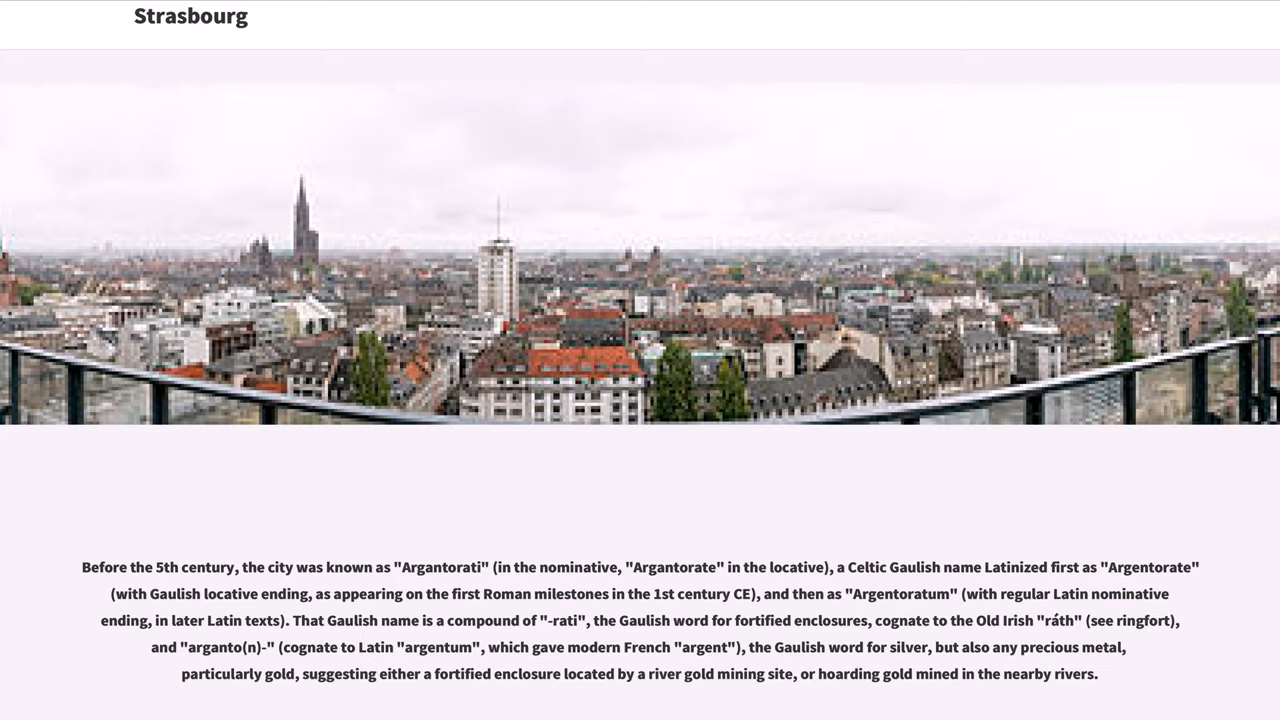 Strasbourg
Before the 5th century, the city was known as "Argantorati" (in the nominative, "Argantorate" in the locative), a Celtic Gaulish name Latinized first as "Argentorate"
(with Gaulish locative ending, as appearing on the first Roman milestones in the 1st century CE), and then as "Argentoratum" (with regular Latin nominative
ending, in later Latin texts). That Gaulish name is a compound of "-rati", the Gaulish word for fortified enclosures, cognate to the Old Irish "ráth" (see ringfort),
and "arganto(n)-" (cognate to Latin "argentum", which gave modern French "argent"), the Gaulish word for silver, but also any precious metal,
particularly gold, suggesting either a fortified enclosure located by a river gold mining site, or hoarding gold mined in the nearby rivers.